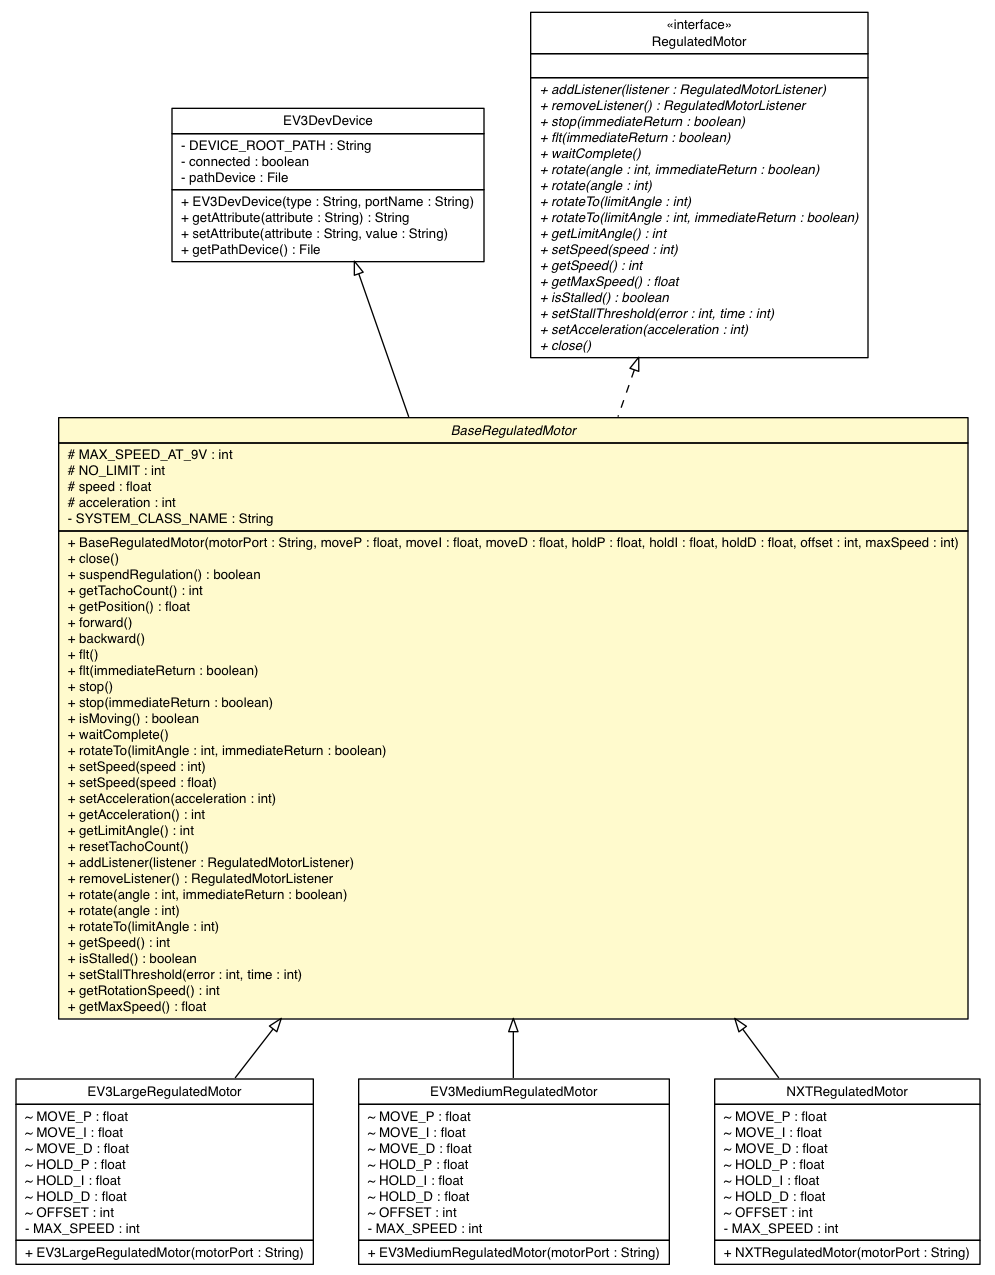 «interface»
RegulatedMotor
+ addListener(listener : RegulatedMotorListener)
+ removeListener() : RegulatedMotorListener
+ stop(immediateReturn : boolean)
+ flt(immediateReturn : boolean)
+ waitComplete()
+ rotate(angle : int, immediateReturn : boolean)
+ rotate(angle : int)
+ rotateTo(limitAngle : int)
+ rotateTo(limitAngle : int, immediateReturn : boolean)
+ getLimitAngle() : int
+ setSpeed(speed : int)
+ getSpeed() : int
+ getMaxSpeed() : float
+ isStalled() : boolean
+ setStallThreshold(error : int, time : int)
+ setAcceleration(acceleration : int)
+ close()
EV3DevDevice
- DEVICE_ROOT_PATH : String
- connected : boolean
- pathDevice : File
+ EV3DevDevice(type : String, portName : String)
+ getAttribute(attribute : String) : String
+ setAttribute(attribute : String, value : String)
+ getPathDevice() : File
BaseRegulatedMotor
# MAX_SPEED_AT_9V : int
# NO_LIMIT : int
# speed : float
# acceleration : int
- SYSTEM_CLASS_NAME : String
+ BaseRegulatedMotor(motorPort : String, moveP : float, moveI : float, moveD : float, holdP : float, holdI : float, holdD : float, offset : int, maxSpeed : int)
+ close()
+ suspendRegulation() : boolean
+ getTachoCount() : int
+ getPosition() : float
+ forward()
+ backward()
+ flt()
+ flt(immediateReturn : boolean)
+ stop()
+ stop(immediateReturn : boolean)
+ isMoving() : boolean
+ waitComplete()
+ rotateTo(limitAngle : int, immediateReturn : boolean)
+ setSpeed(speed : int)
+ setSpeed(speed : float)
+ setAcceleration(acceleration : int)
+ getAcceleration() : int
+ getLimitAngle() : int
+ resetTachoCount()
+ addListener(listener : RegulatedMotorListener)
+ removeListener() : RegulatedMotorListener
+ rotate(angle : int, immediateReturn : boolean)
+ rotate(angle : int)
+ rotateTo(limitAngle : int)
+ getSpeed() : int
+ isStalled() : boolean
+ setStallThreshold(error : int, time : int)
+ getRotationSpeed() : int
+ getMaxSpeed() : float
EV3LargeRegulatedMotor
~ MOVE_P : float
~ MOVE_I : float
~ MOVE_D : float
~ HOLD_P : float
~ HOLD_I : float
~ HOLD_D : float
~ OFFSET : int
- MAX_SPEED : int
+ EV3LargeRegulatedMotor(motorPort : String)
EV3MediumRegulatedMotor
~ MOVE_P : float
~ MOVE_I : float
~ MOVE_D : float
~ HOLD_P : float
~ HOLD_I : float
~ HOLD_D : float
~ OFFSET : int
- MAX_SPEED : int
+ EV3MediumRegulatedMotor(motorPort : String)
NXTRegulatedMotor
~ MOVE_P : float
~ MOVE_I : float
~ MOVE_D : float
~ HOLD_P : float
~ HOLD_I : float
~ HOLD_D : float
~ OFFSET : int
- MAX_SPEED : int
+ NXTRegulatedMotor(motorPort : String)